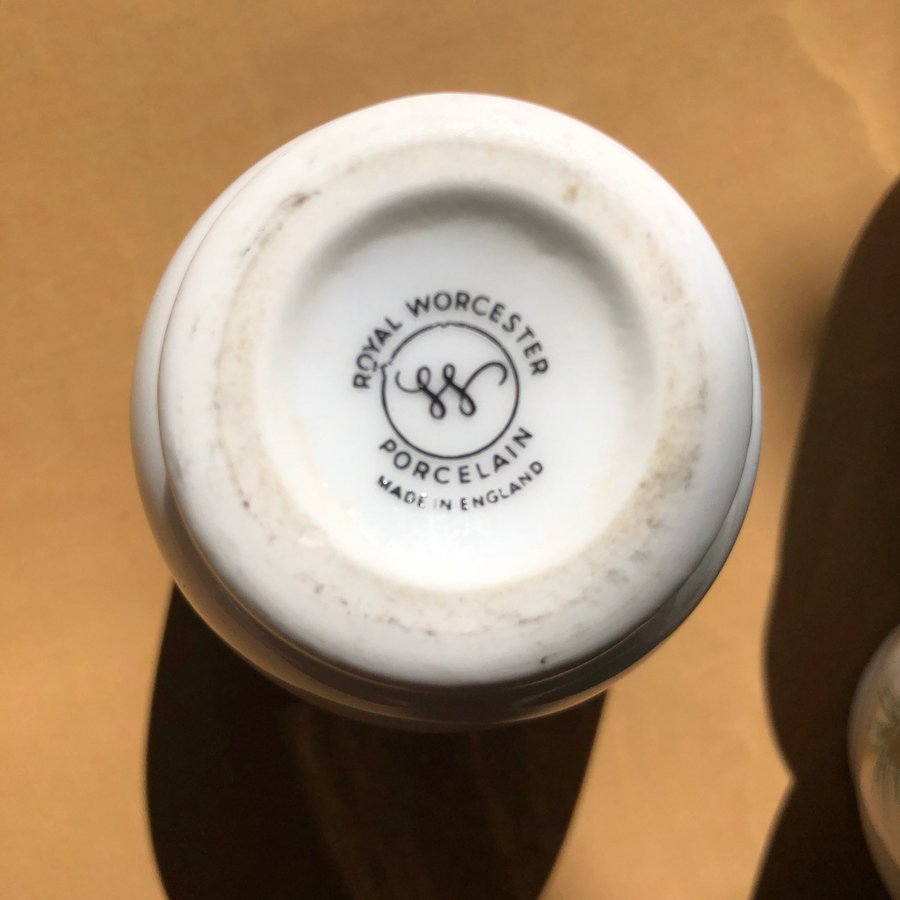 ROYAL WORCESTER
W
PORCELAIN
MADE IN ENGLAND